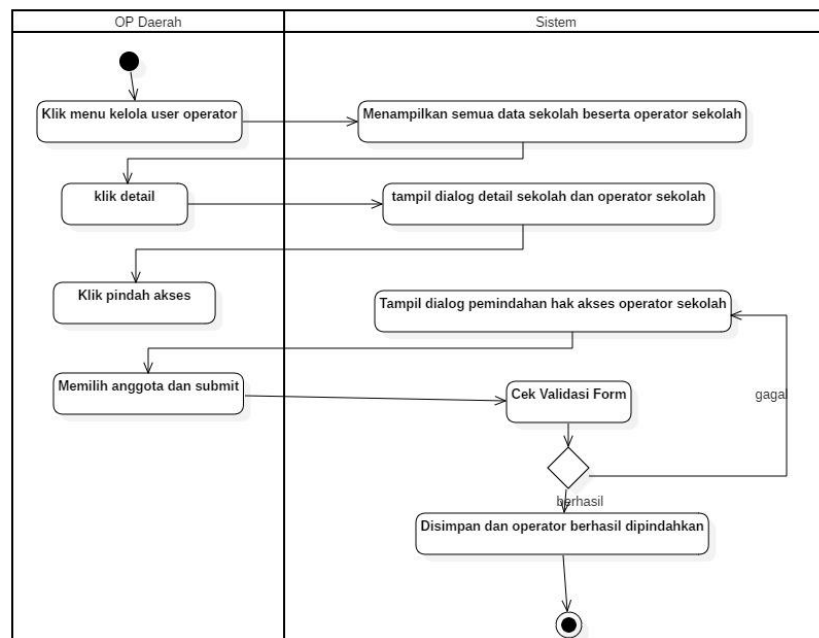 OP Daerah
Sistem
Klik menu kelola user operator
Menampilkan semua data sekolah beserta operator sekolah
klik detail
tampil dialog detail sekolah dan operator sekolah
Klik pindah akses
Tampil dialog pemindahan hak akses operator sekolah
Memilih anggota dan submit
Cek Validasi Form
gagal
berhasil
Disimpan dan operator berhasil dipindahkan